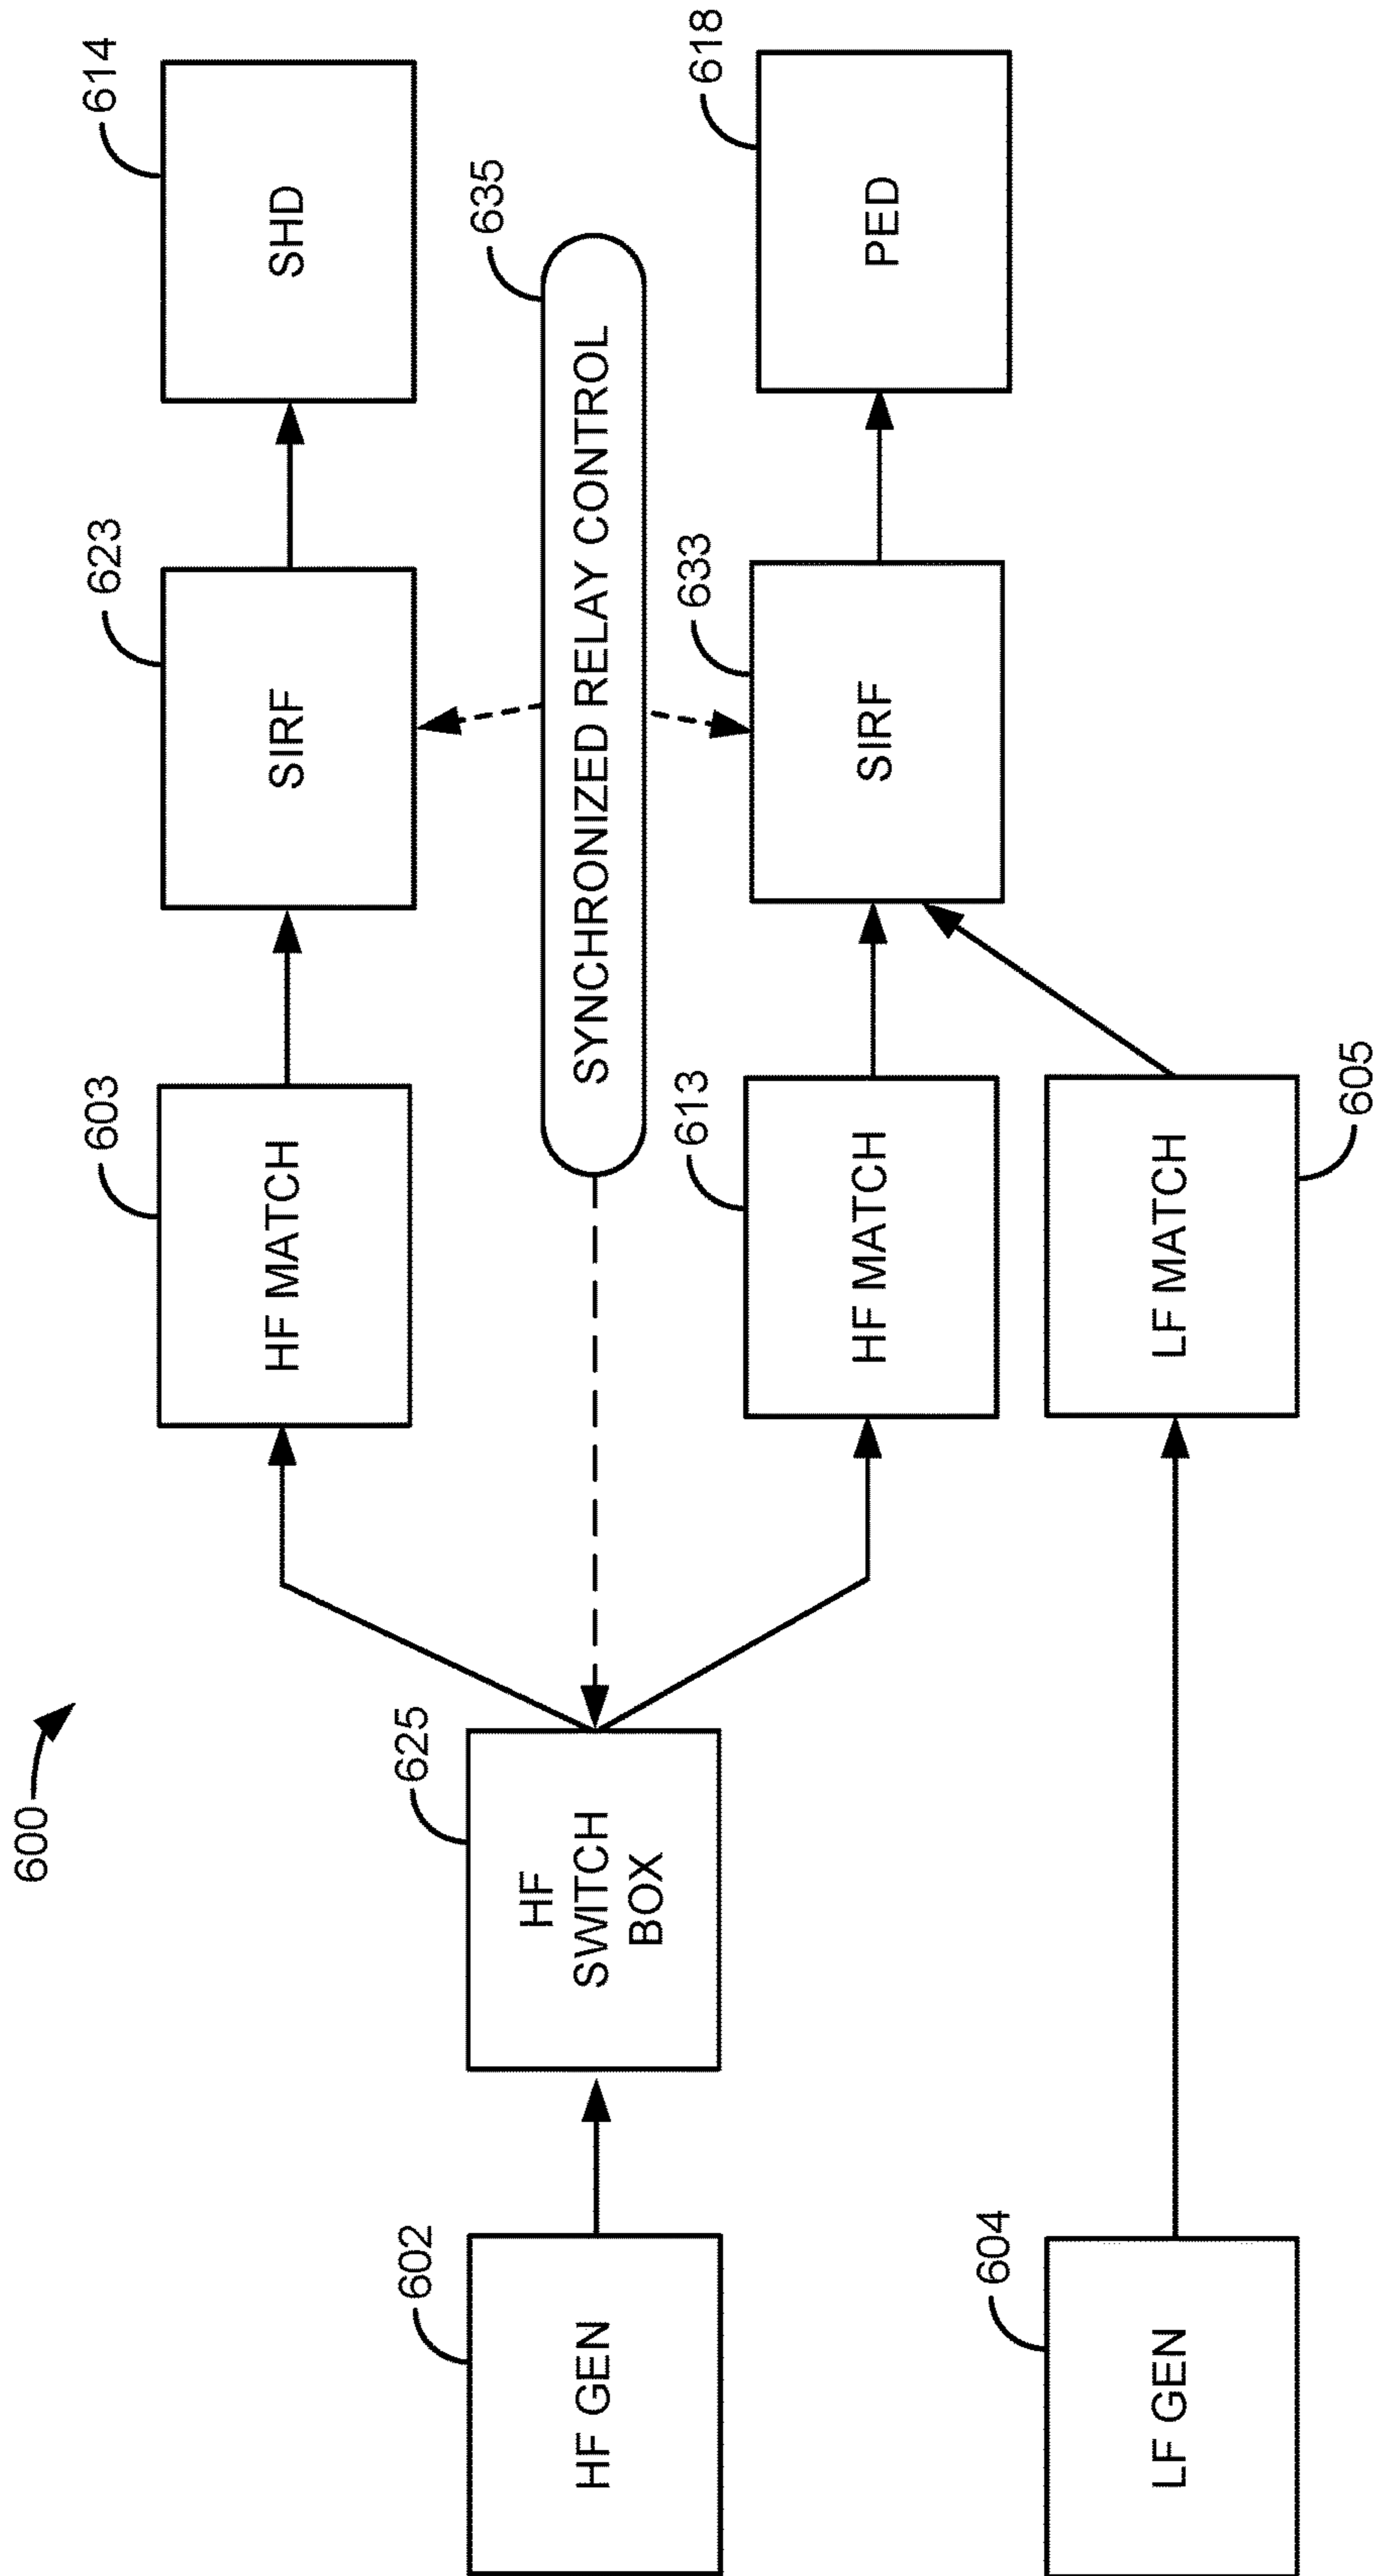 600
614
SHD
623
SIRF
603
HF MATCH
635
SYNCHRONIZED RELAY CONTROL
625
HF
SWITCH
BOX
602
HF GEN
618
PED
633
SIRF
613
HF MATCH
LF MATCH
605
604
LF GEN